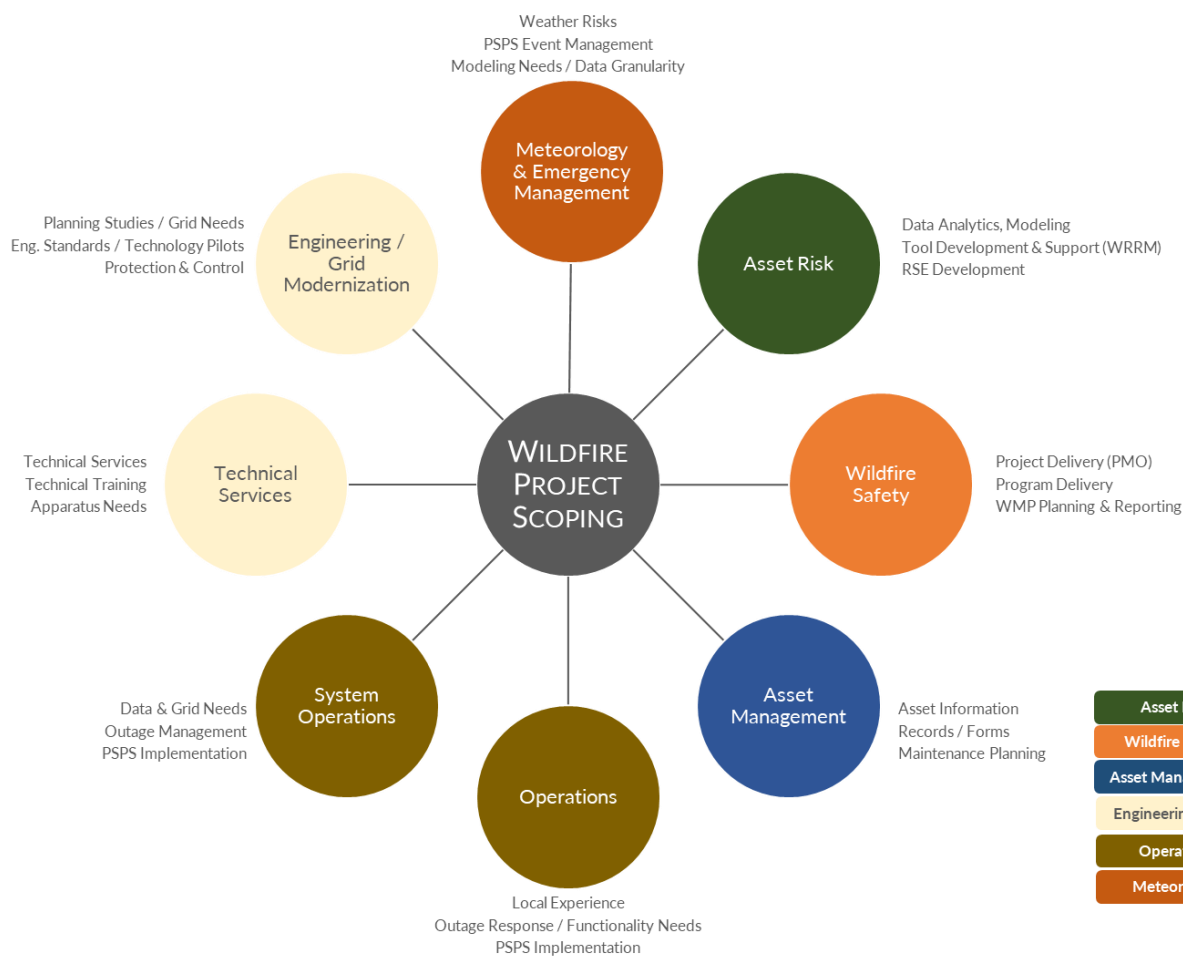 Weather Risks
PSPS Event Management
Modeling Needs / Data Granularity
Meteorology
& Emergency
Management
Planning Studies / Grid Needs
Eng. Standards / Technology Pilots
Protection & Control
Engineering /
Grid
Modernization
Asset Risk
Data Analytics, Modeling
Tool Development & Support (WRRM)
RSE Development
Technical Services
Technical Training
Apparatus Needs
Technical
Services
WILDFIRE
PROJECT
SCOPING
Wildfire
Safety
Project Delivery (PMO)
Program Delivery
WMP Planning & Reporting
Data & Grid Needs
Outage Management
PSPS Implementation
System
Operations
Operations
Local Experience
Outage Response / Functionality Needs
PSPS Implementation
Asset
Management
Asset Information
Records / Forms
Maintenance Planning
Asset
Wildfire
Asset